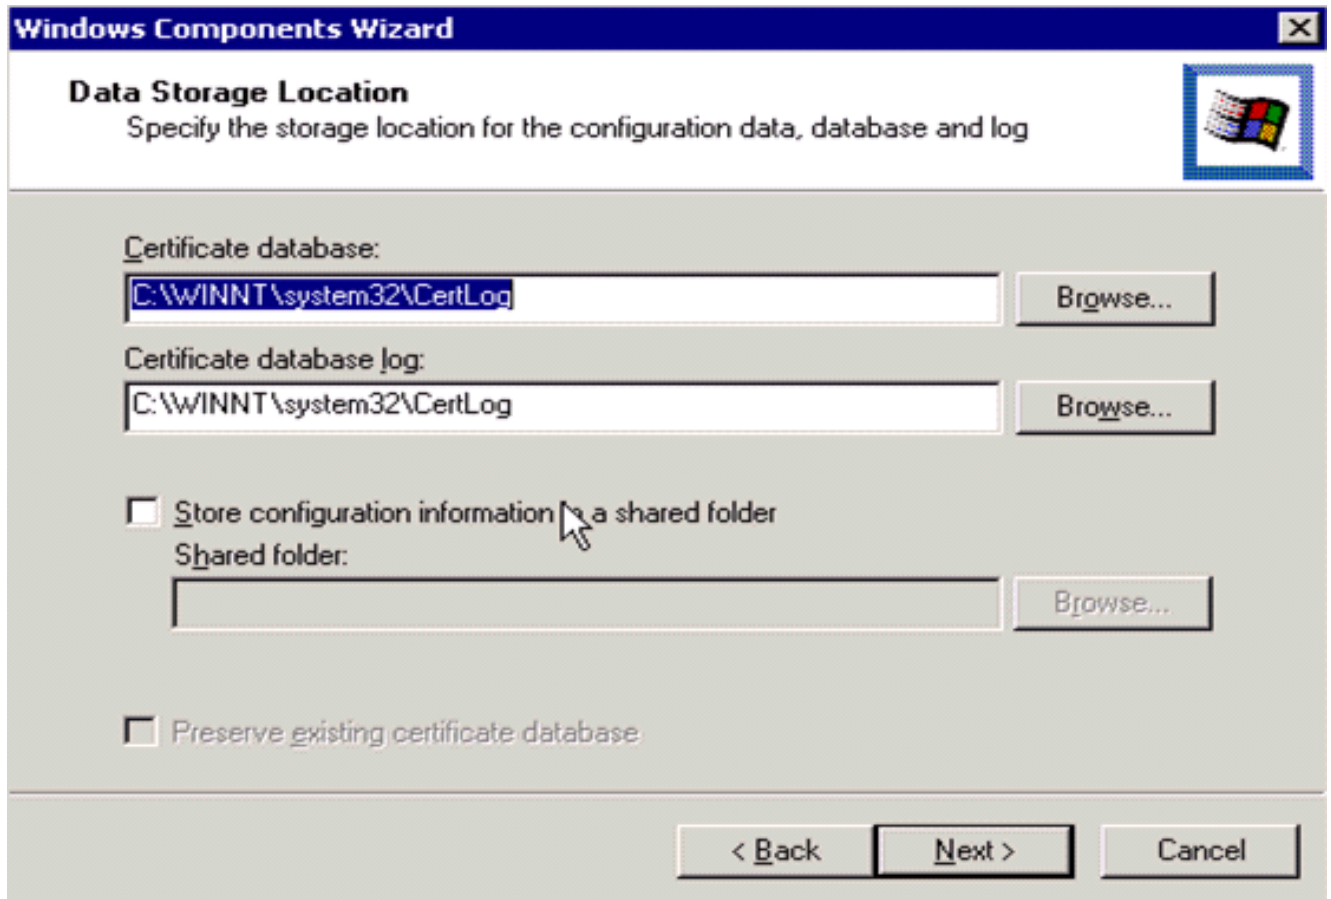 Windows Components Wizard
Data Storage Location
Specify the storage location for the configuration data, database and log
Certificate database:
C:\WINNT\system32\CertLog
Browse...
Certificate database log:
C:\WINNT\system32\CertLog
Browse...
Store configuration information in a shared folder
Shared folder:
Browse...
Preserve existing certificate database
< Back
Next >
Cancel